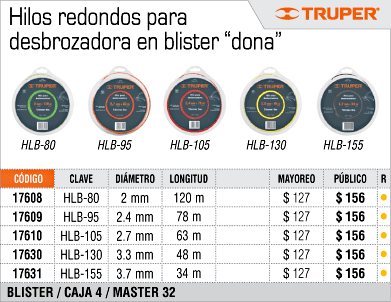 Hilos redondos para
desbrozadora en blister “dona”
TRUPER
HLB-80 HLB-95 HLB-105 HLB-130 HLB-155
CÓDIGO CLAVE DIÁMETRO LONGITUD MAYOREO PÚBLICO R
17608 HLB-80 2 mm 120 m $ 127 $ 156
17609 HLB-95 2.4 mm 78 m $ 127 $ 156
17610 HLB-105 2.7 mm 63 m $ 127 $ 156
17630 HLB-130 3.3 mm 48 m $ 127 $ 156
17631 HLB-155 3.7 mm 34 m $ 127 $ 156
BLISTER / CAJA 4 / MASTER 32